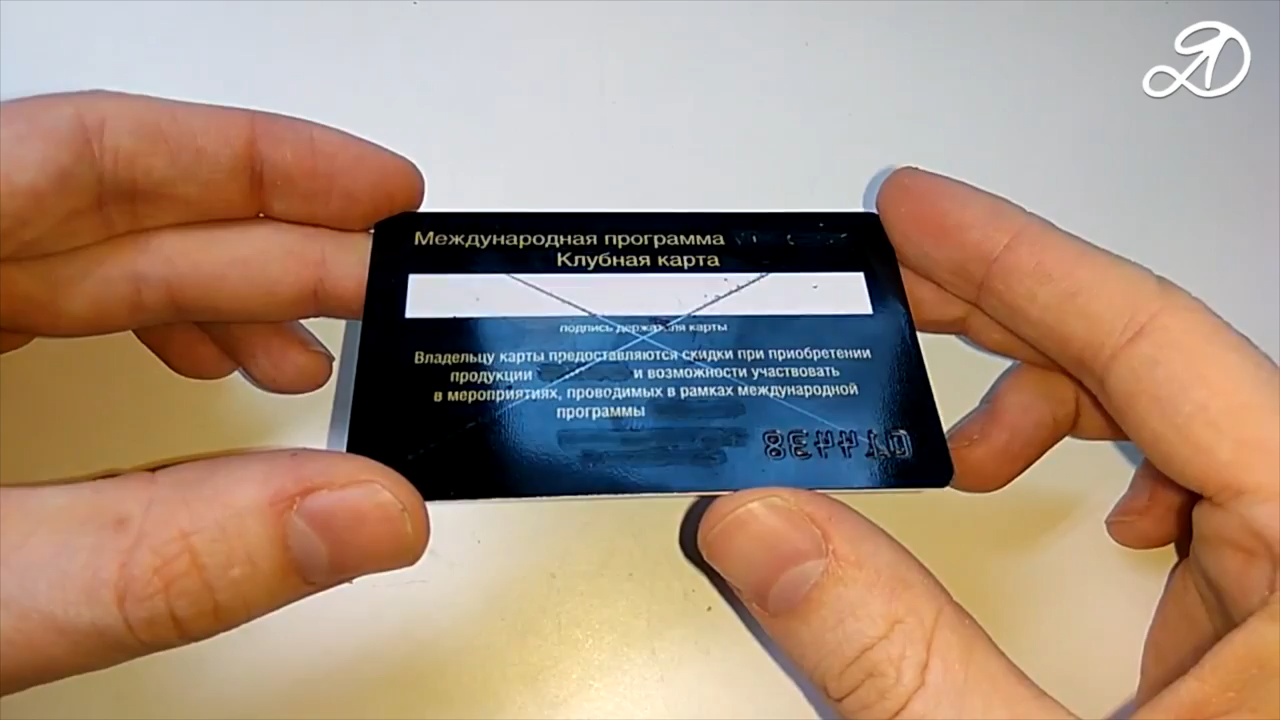 Международная программа
Клубная карта
подпись держателя карты
Владельцу карты предоставляются скидки при приобретении
продукции и возможности участвовать
в мероприятиях, проводимых в рамках международной
программы